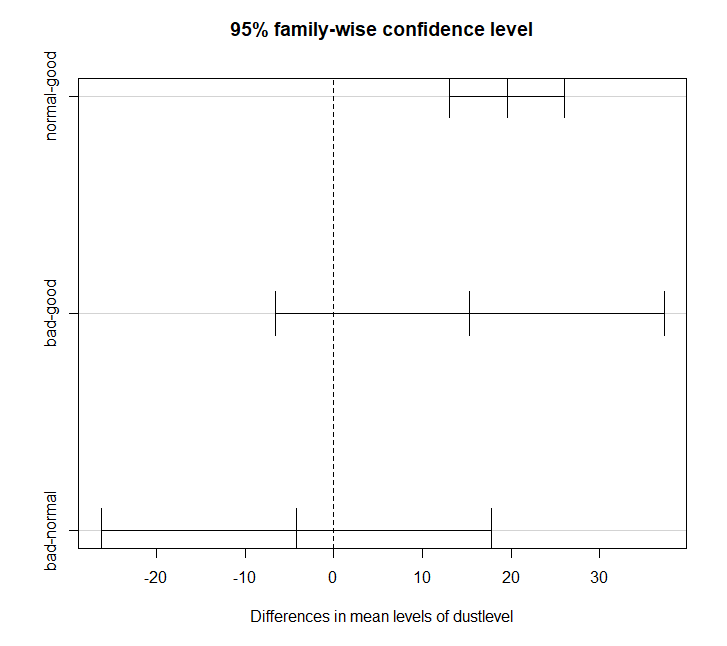 95% family-wise confidence level
normal-good
bad-good
bad-normal
-20 -10 0 10 20 30
Differences in mean levels of dustlevel